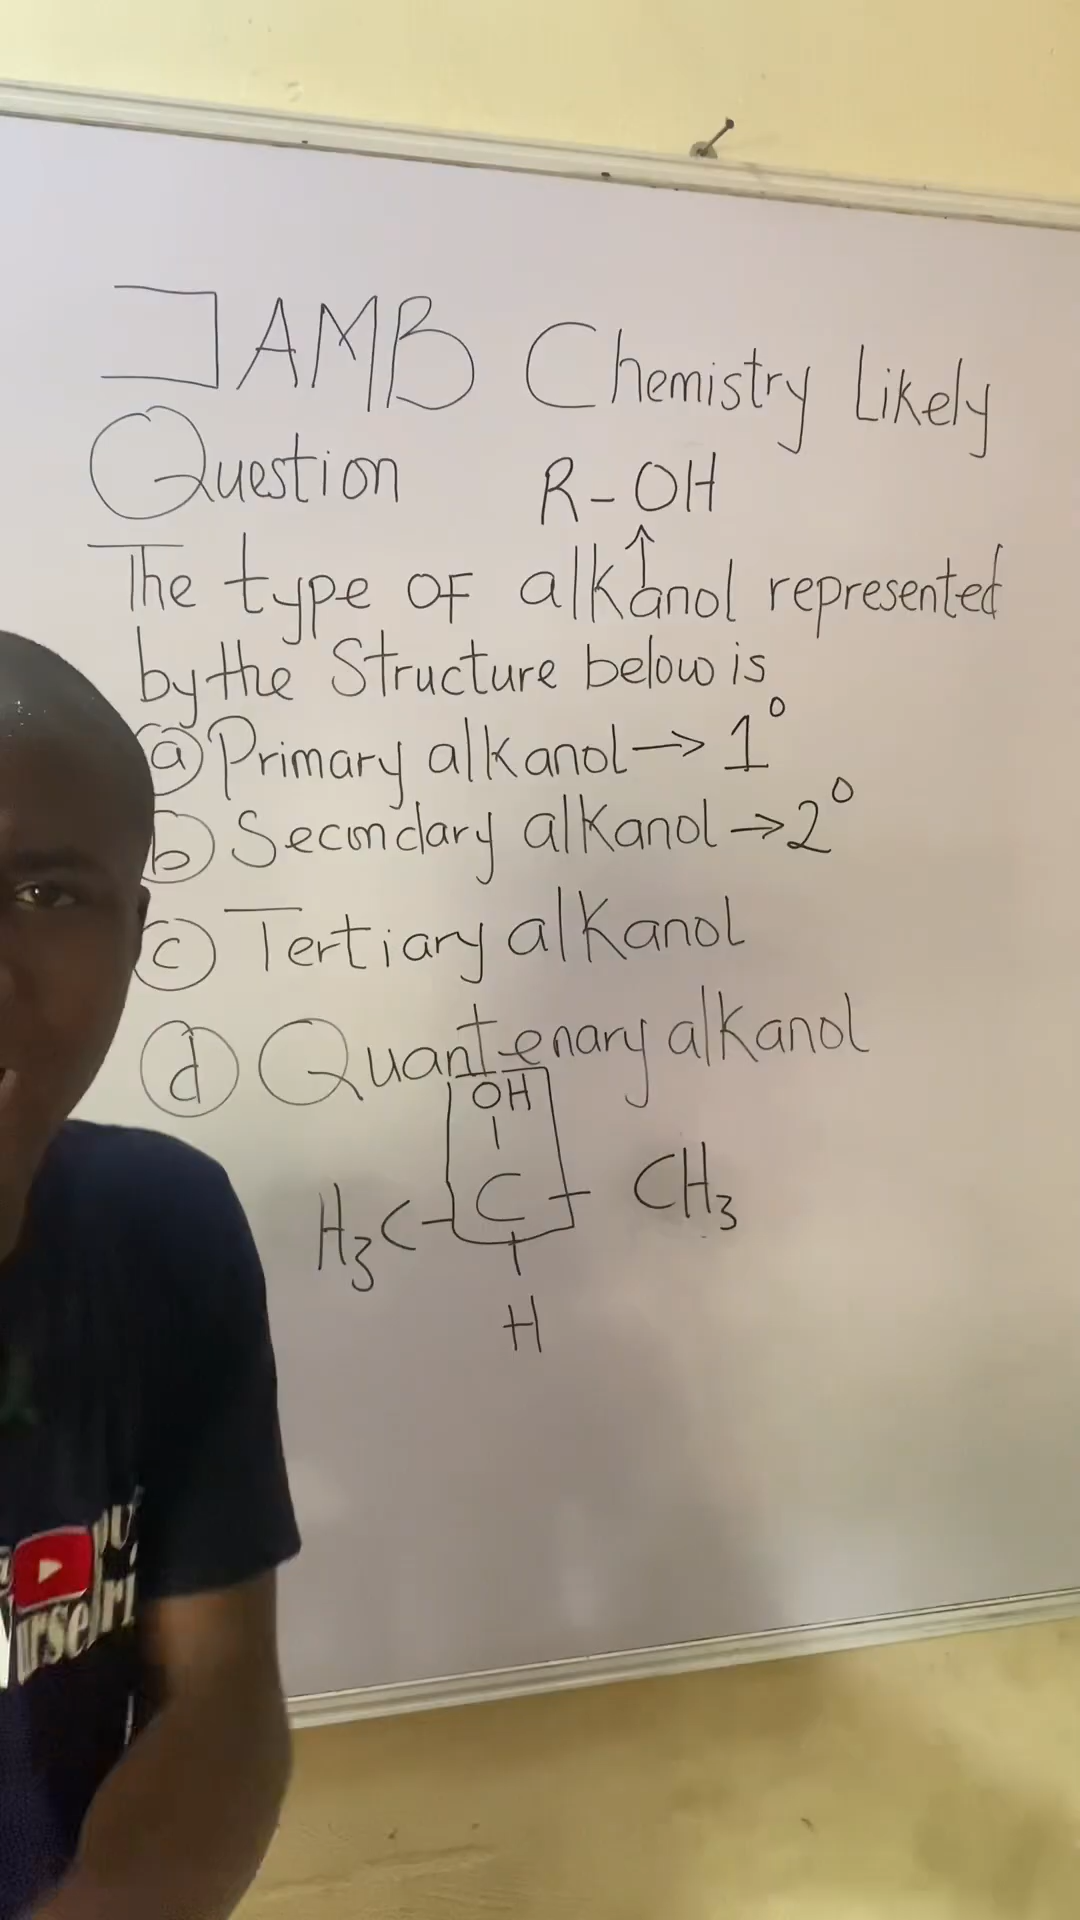 JAMB Chemistry Likely
Question R-OH
The type OF alkanol represented
by the Structure below is
a Primary alkanol → 1°
b Secondary alkanol → 2°
c Tertiary alkanol
d Quantenary alkanol
OH
H₃C - C - CH₃
H